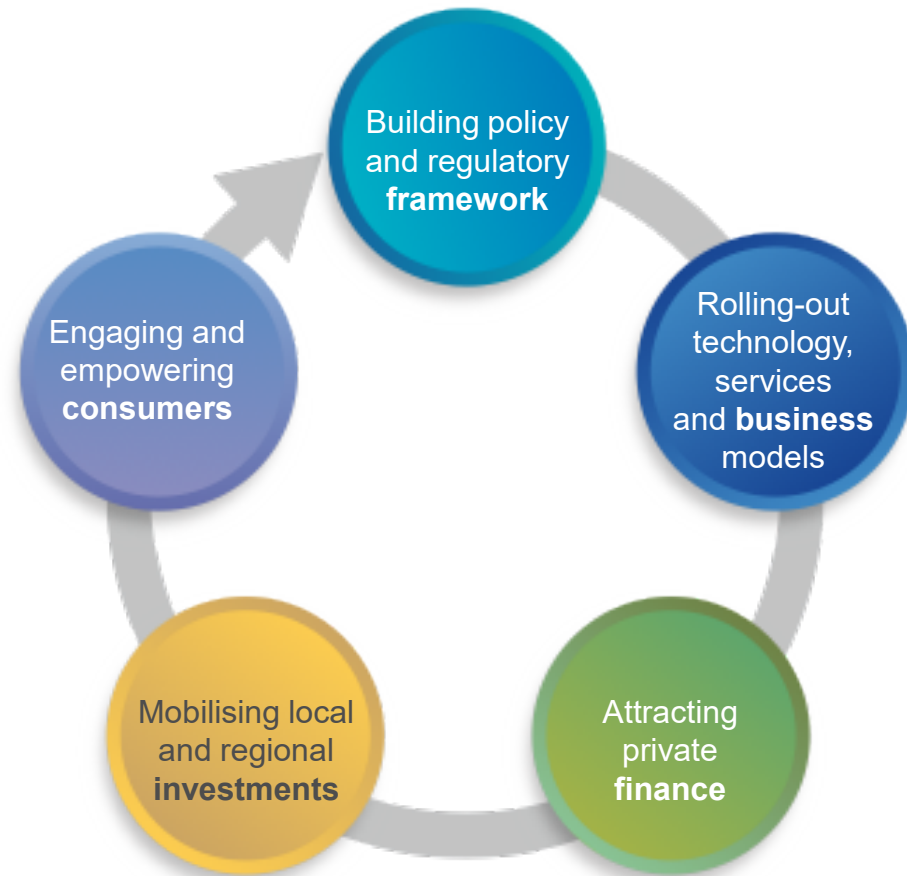 Building policy
and regulatory
framework
Rolling-out
technology,
services
and business
models
Attracting
private
finance
Mobilising local
and regional
investments
Engaging and
empowering
consumers